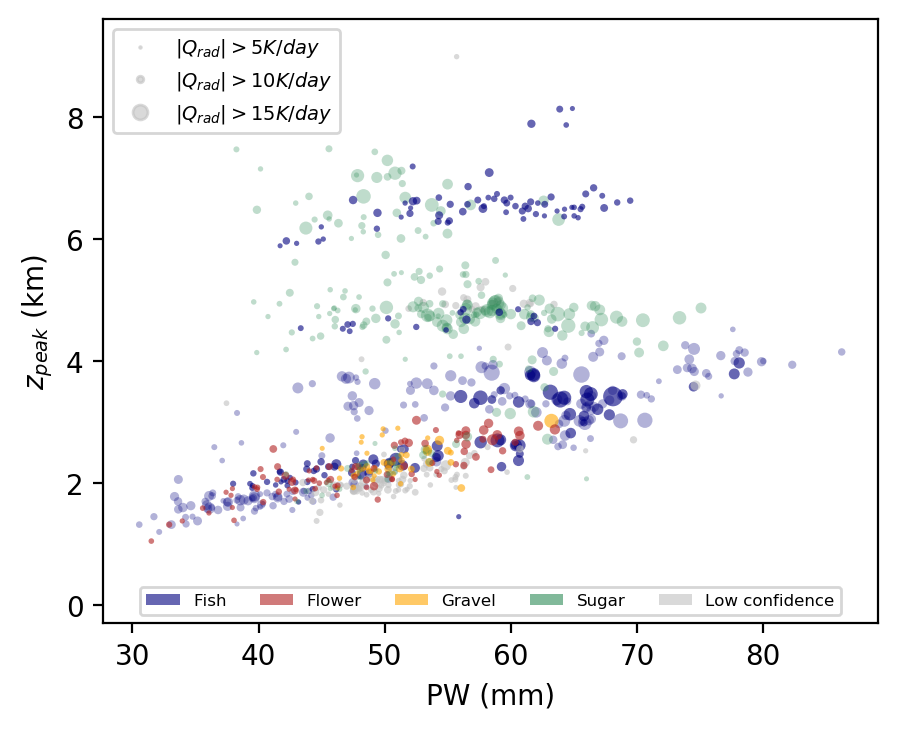 |Q_rad| > 5K/day
|Q_rad| > 10K/day
|Q_rad| > 15K/day
8
6
4
2
0
z_peak (km)
Fish Flower Gravel Sugar Low confidence
30 40 50 60 70 80
PW (mm)